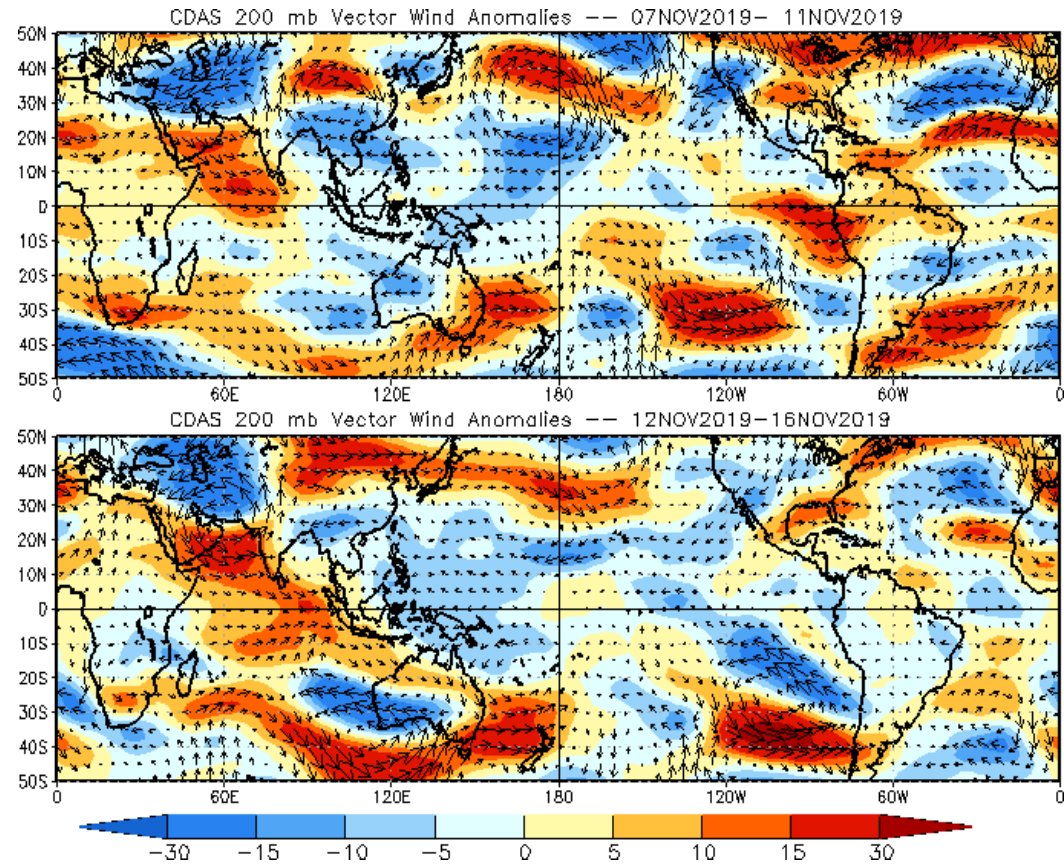 CDAS 200 mb Vector Wind Anomalies -- 07NOV2019- 11NOV2019
50N
40N
30N
20N
10N
0
10S
20S
30S
40S
50S
0 60E 120E 180 120W 60W 0
CDAS 200 mb Vector Wind Anomalies -- 12NOV2019-16NOV2019
50N
40N
30N
20N
10N
0
10S
20S
30S
40S
50S
0 60E 120E 180 120W 60W 0
-30 -15 -10 -5 0 5 10 15 30